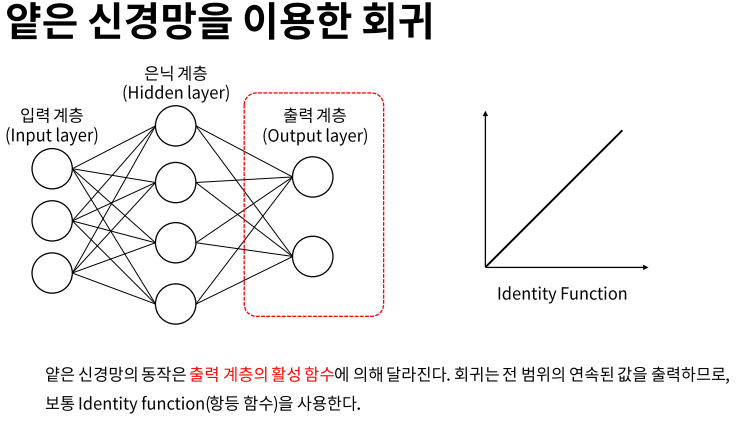 얕은 신경망을 이용한 회귀
은닉 계층
(Hidden layer)
입력 계층
(Input layer)
출력 계층
(Output layer)
Identity Function
얕은 신경망의 동작은 출력 계층의 활성 함수에 의해 달라진다. 회귀는 전 범위의 연속된 값을 출력하므로,
보통 Identity function(항등 함수)을 사용한다.